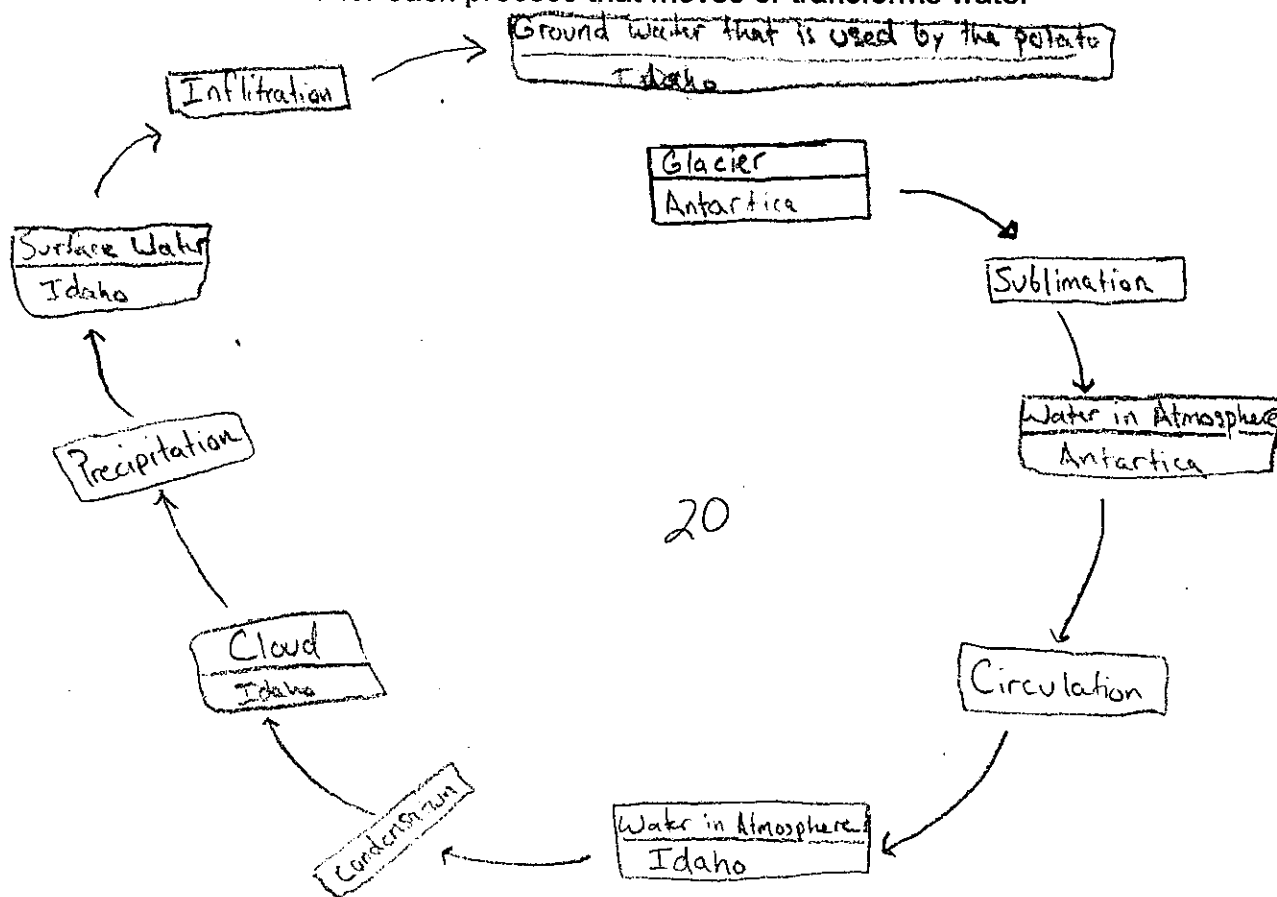 for each process that moves or transforms water
Ground Water that is used by the potato
Idaho
Inflitration
Glacier
Antartica
Surface Water
Idaho
Sublimation
Water in Atmosphere
Antartica
Precipitation
20
Cloud
Idaho
Circulation
Condensation
Water in Atmosphere
Idaho